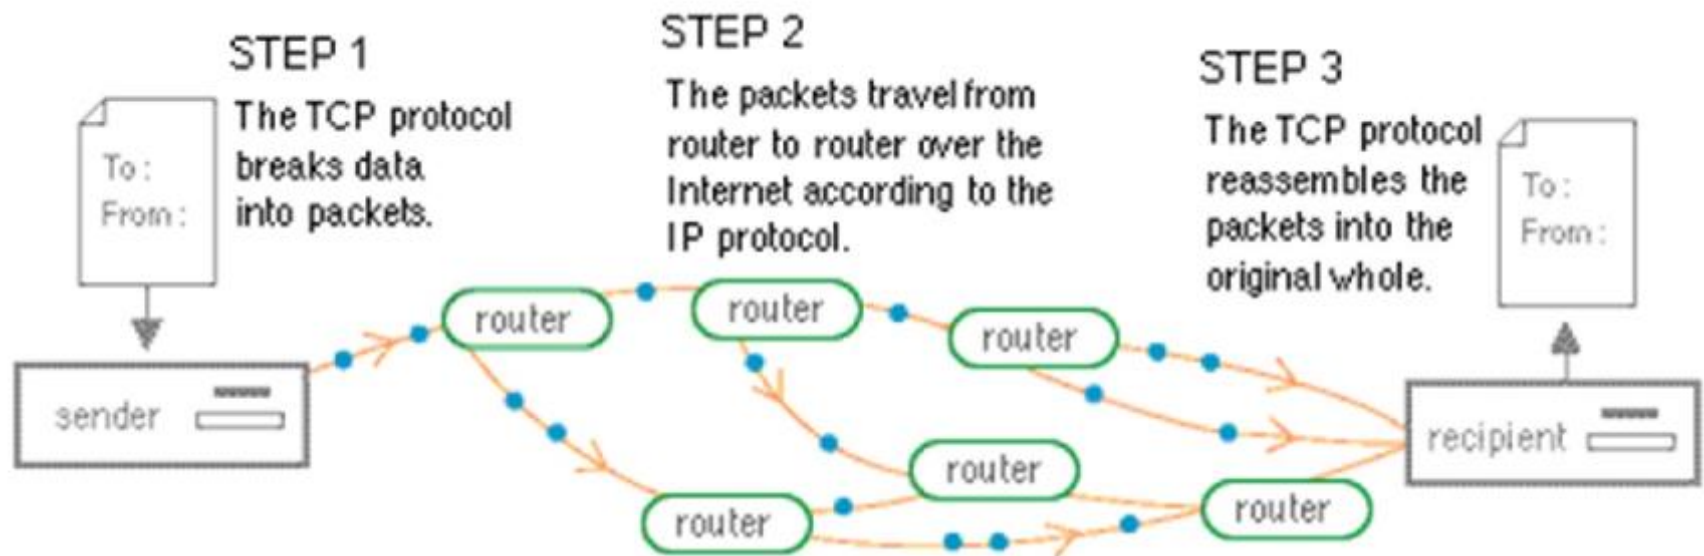 STEP 1
The TCP protocol
breaks data
into packets.
STEP 2
The packets travel from
router to router over the
Internet according to the
IP protocol.
STEP 3
The TCP protocol
reassembles the
packets into the
original whole.
To :
From :
To :
From :
sender
router
router
router
router
router
router
recipient